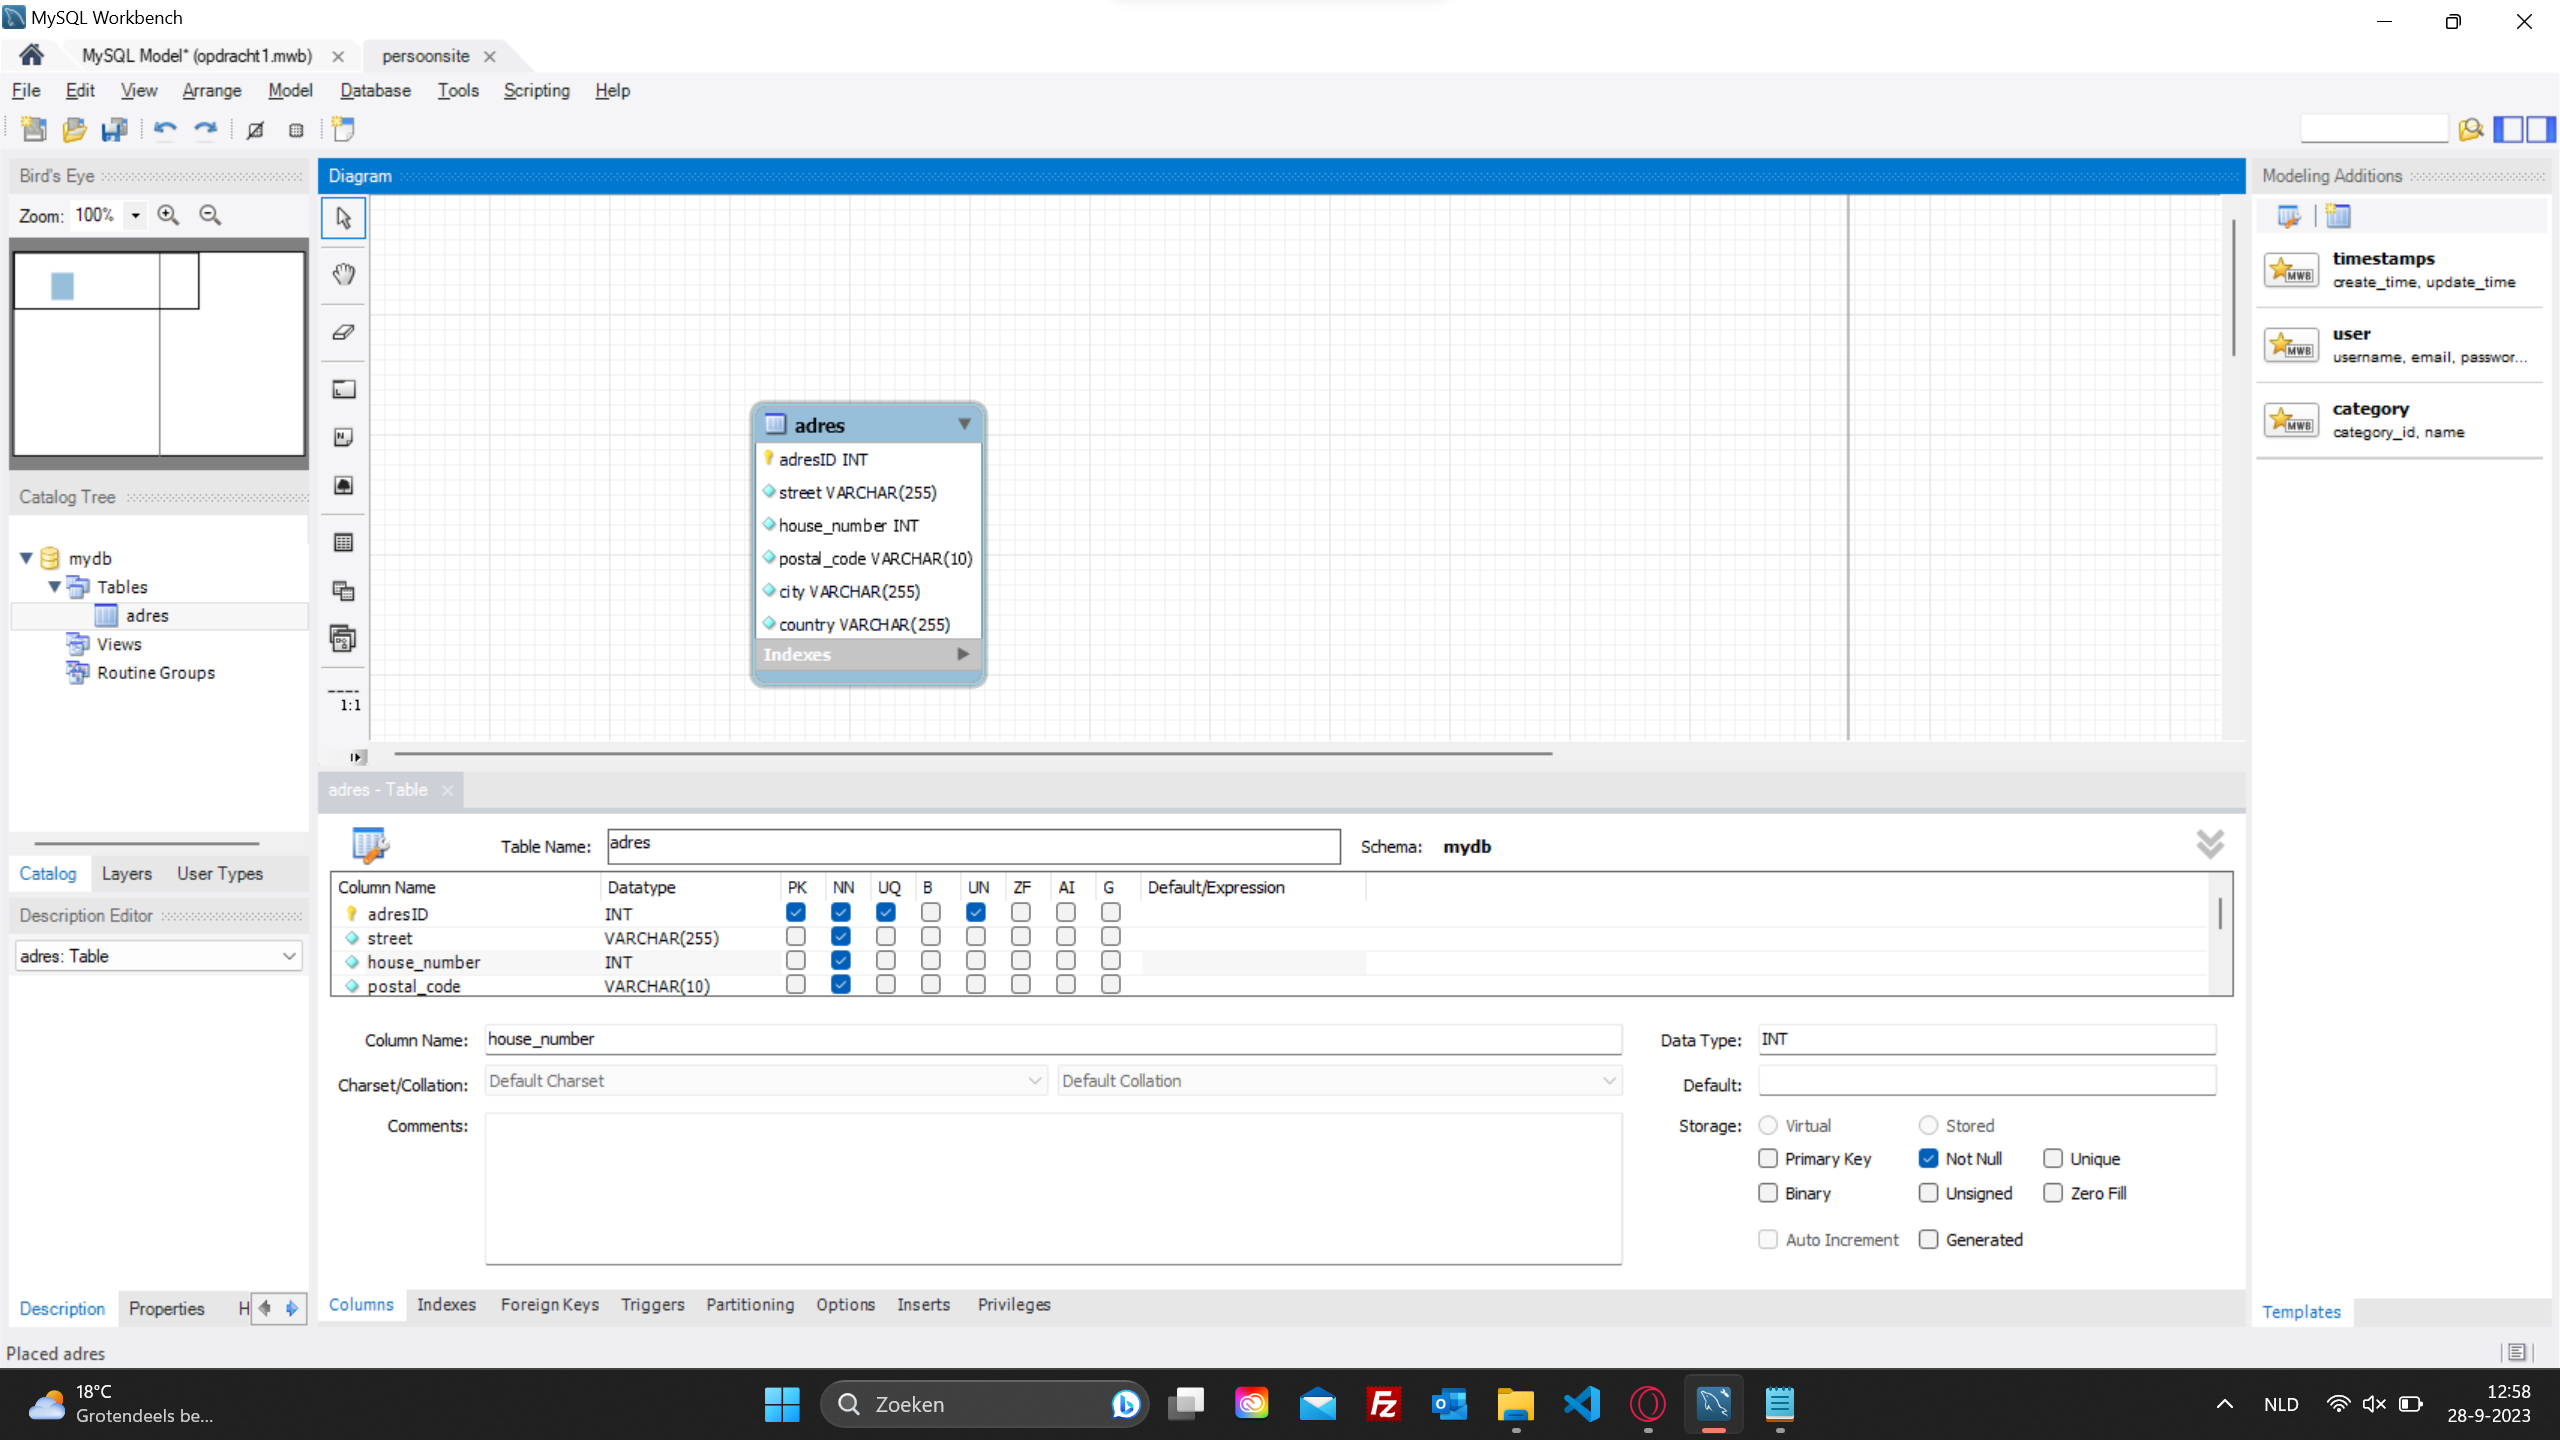 MySQL Workbench
MySQL Model* (opdracht1.mwb)
persoonsite
File Edit View Arrange Model Database Tools Scripting Help
Bird's Eye
Zoom: 100%
Catalog Tree
mydb
Tables
adres
Views
Routine Groups
Catalog Layers User Types
Description Editor
adres: Table
Description Properties H
Placed adres
Diagram
1:1
adres
adresID INT
street VARCHAR(255)
house_number INT
postal_code VARCHAR(10)
city VARCHAR(255)
country VARCHAR(255)
Indexes
adres - Table
Table Name: adres Schema: mydb
Column Name Datatype PK NN UQ B UN ZF AI G Default/Expression
adresID INT
street VARCHAR(255)
house_number INT
postal_code VARCHAR(10)
Column Name: house_number Data Type: INT
Charset/Collation: Default Charset Default Collation Default:
Comments: Storage: Virtual Stored
Primary Key Not Null Unique
Binary Unsigned Zero Fill
Auto Increment Generated
Columns Indexes Foreign Keys Triggers Partitioning Options Inserts Privileges
Modeling Additions
MWB
timestamps
create_time, update_time
MWB
user
username, email, passwor...
MWB
category
category_id, name
Templates
18°C
Grotendeels be...
Zoeken
Fz
NLD
12:58
28-9-2023